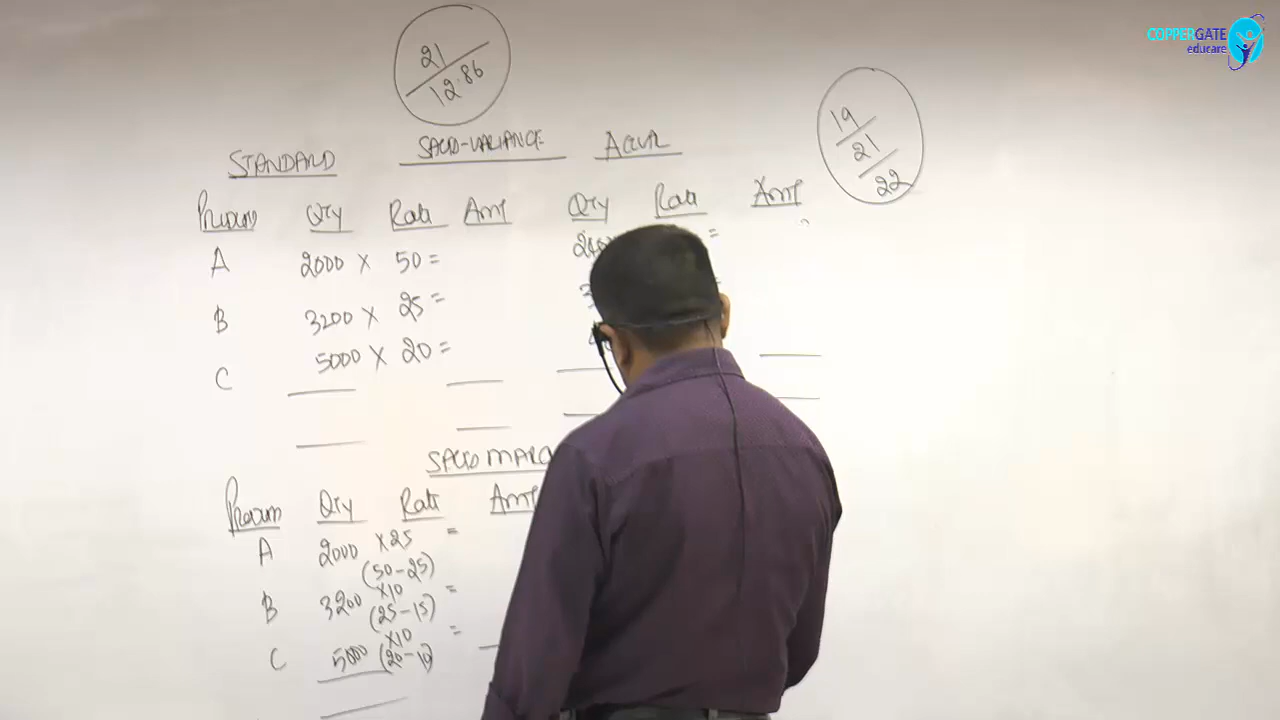 COPPERGATE
educare
21
12.86
19
21
22
STANDARD SALES-VARIANCE ACTUAL
Product Qty Rate Amt Qty Rate Amt
A 2000 × 50 = =
B 3200 × 25 =
C 5000 × 20 =
SALES
Product Qty Rate Amt
A 2000 ×25 =
(50-25)
B 3200 ×10 =
(25-15)
C 5000 ×10 =
(20-10)